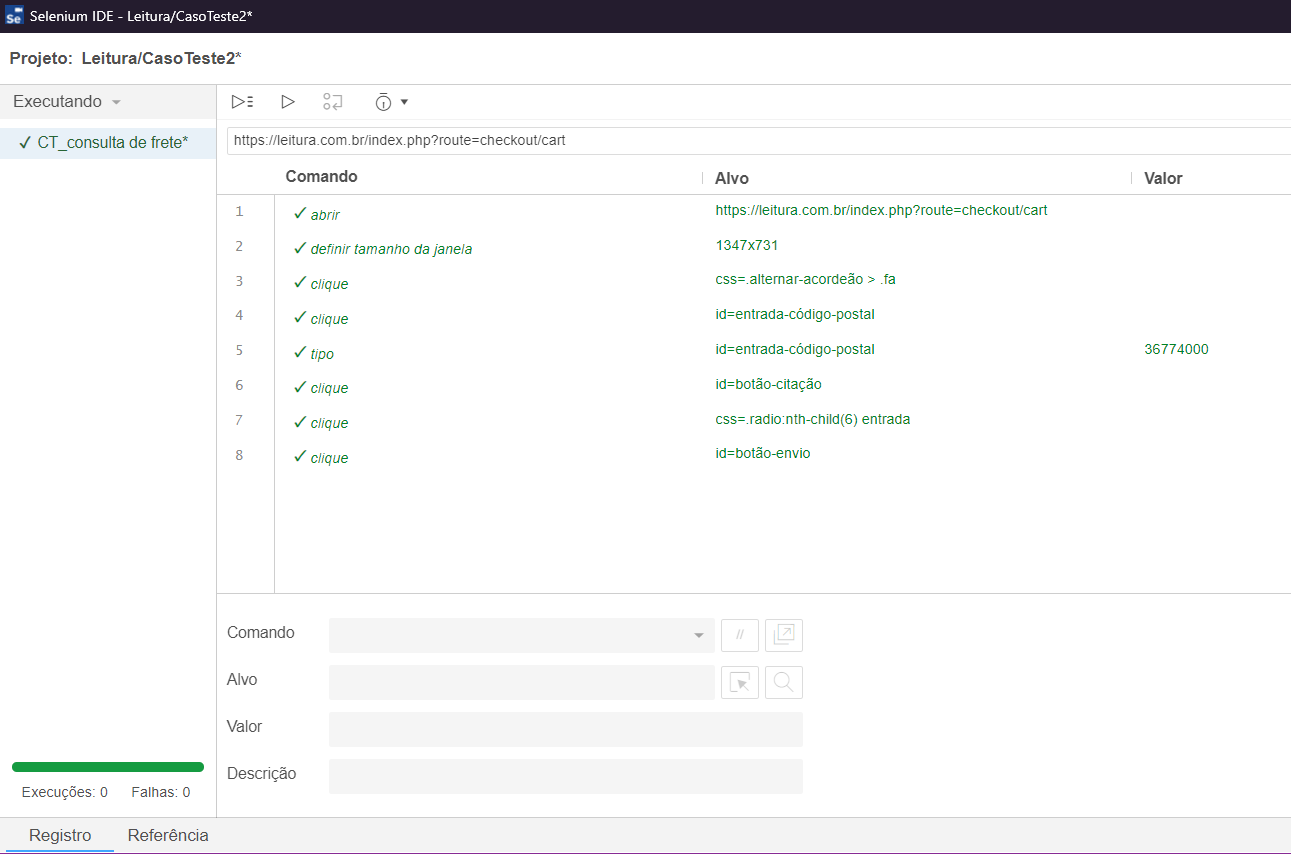 Se Selenium IDE - Leitura/CasoTeste2*
Projeto: Leitura/CasoTeste2*
Executando
✓ CT_consulta de frete*
https://leitura.com.br/index.php?route=checkout/cart
Comando Alvo Valor
1 ✓ abrir https://leitura.com.br/index.php?route=checkout/cart
2 ✓ definir tamanho da janela 1347x731
3 ✓ clique css=.alternar-acordeão > .fa
4 ✓ clique id=entrada-código-postal
5 ✓ tipo id=entrada-código-postal 36774000
6 ✓ clique id=botão-citação
7 ✓ clique css=.radio:nth-child(6) entrada
8 ✓ clique id=botão-envio
Comando //
Alvo
Valor
Descrição
Execuções: 0 Falhas: 0
Registro Referência